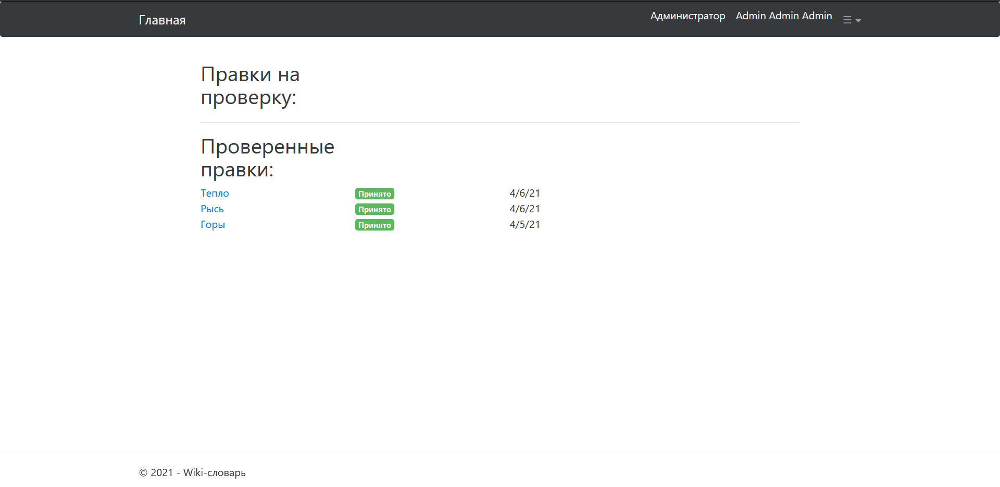 Главная Администратор Admin Admin Admin
Правки на
проверку:
Проверенные
правки:
Тепло Принято 4/6/21
Рысь Принято 4/6/21
Горы Принято 4/5/21
© 2021 - Wiki-словарь